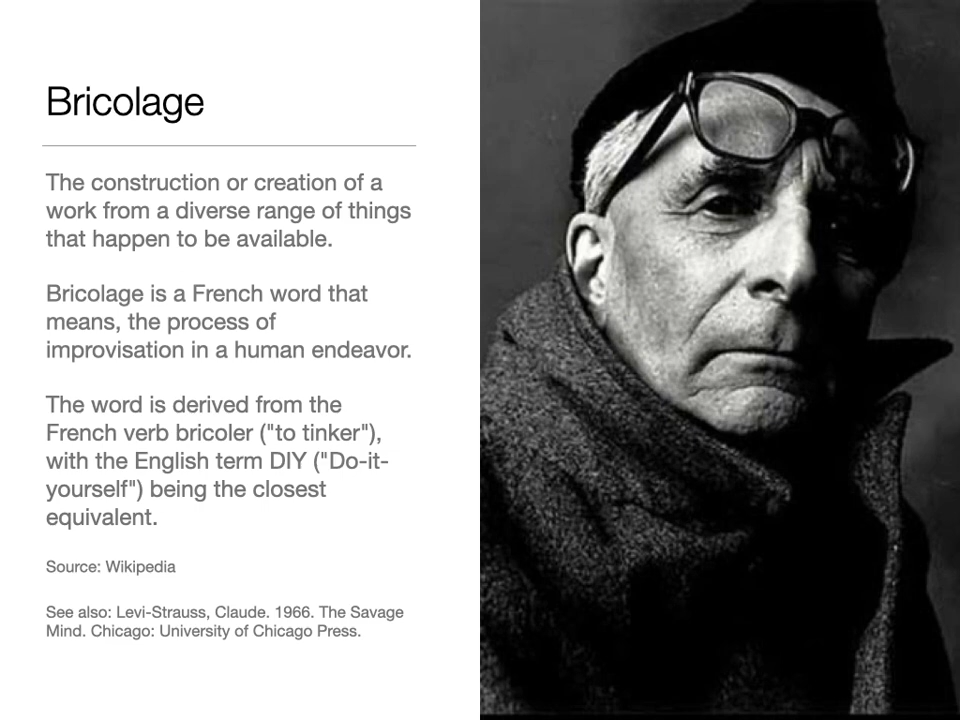 Bricolage
The construction or creation of a
work from a diverse range of things
that happen to be available.
Bricolage is a French word that
means, the process of
improvisation in a human endeavor.
The word is derived from the
French verb bricoler ("to tinker"),
with the English term DIY ("Do-it-
yourself") being the closest
equivalent.
Source: Wikipedia
See also: Levi-Strauss, Claude. 1966. The Savage
Mind. Chicago: University of Chicago Press.